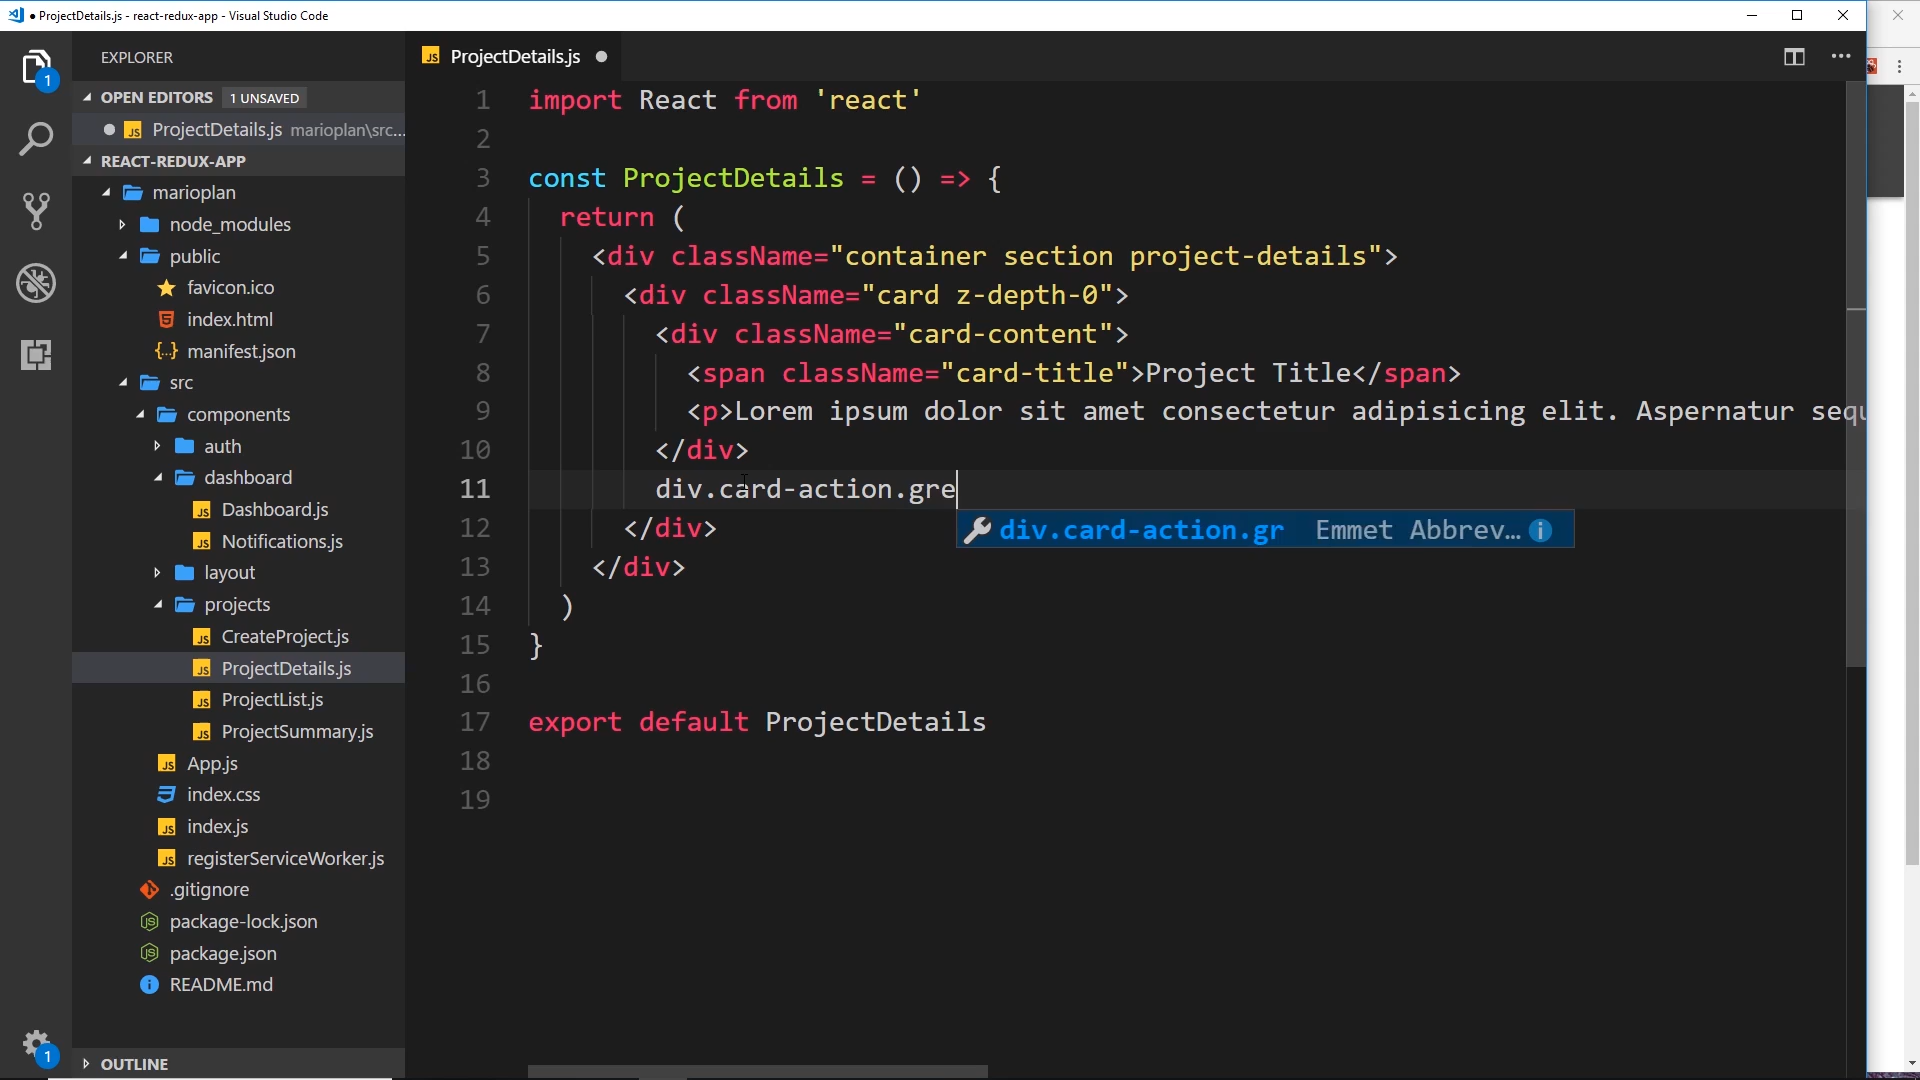 ● ProjectDetails.js - react-redux-app - Visual Studio Code
EXPLORER
OPEN EDITORS 1 UNSAVED
ProjectDetails.js marioplan\src...
REACT-REDUX-APP
marioplan
node_modules
public
favicon.ico
index.html
manifest.json
src
components
auth
dashboard
Dashboard.js
Notifications.js
layout
projects
CreateProject.js
ProjectDetails.js
ProjectList.js
ProjectSummary.js
App.js
index.css
index.js
registerServiceWorker.js
.gitignore
package-lock.json
package.json
README.md
OUTLINE
1
1
ProjectDetails.js
1 import React from 'react'
2
3 const ProjectDetails = () => {
4 return (
5 <div className="container section project-details">
6 <div className="card z-depth-0">
7 <div className="card-content">
8 <span className="card-title">Project Title</span>
9 <p>Lorem ipsum dolor sit amet consectetur adipisicing elit. Aspernatur sequ
10 </div>
11 div.card-action.gre
div.card-action.gr Emmet Abbrev…
12 </div>
13 </div>
14 )
15 }
16
17 export default ProjectDetails
18
19